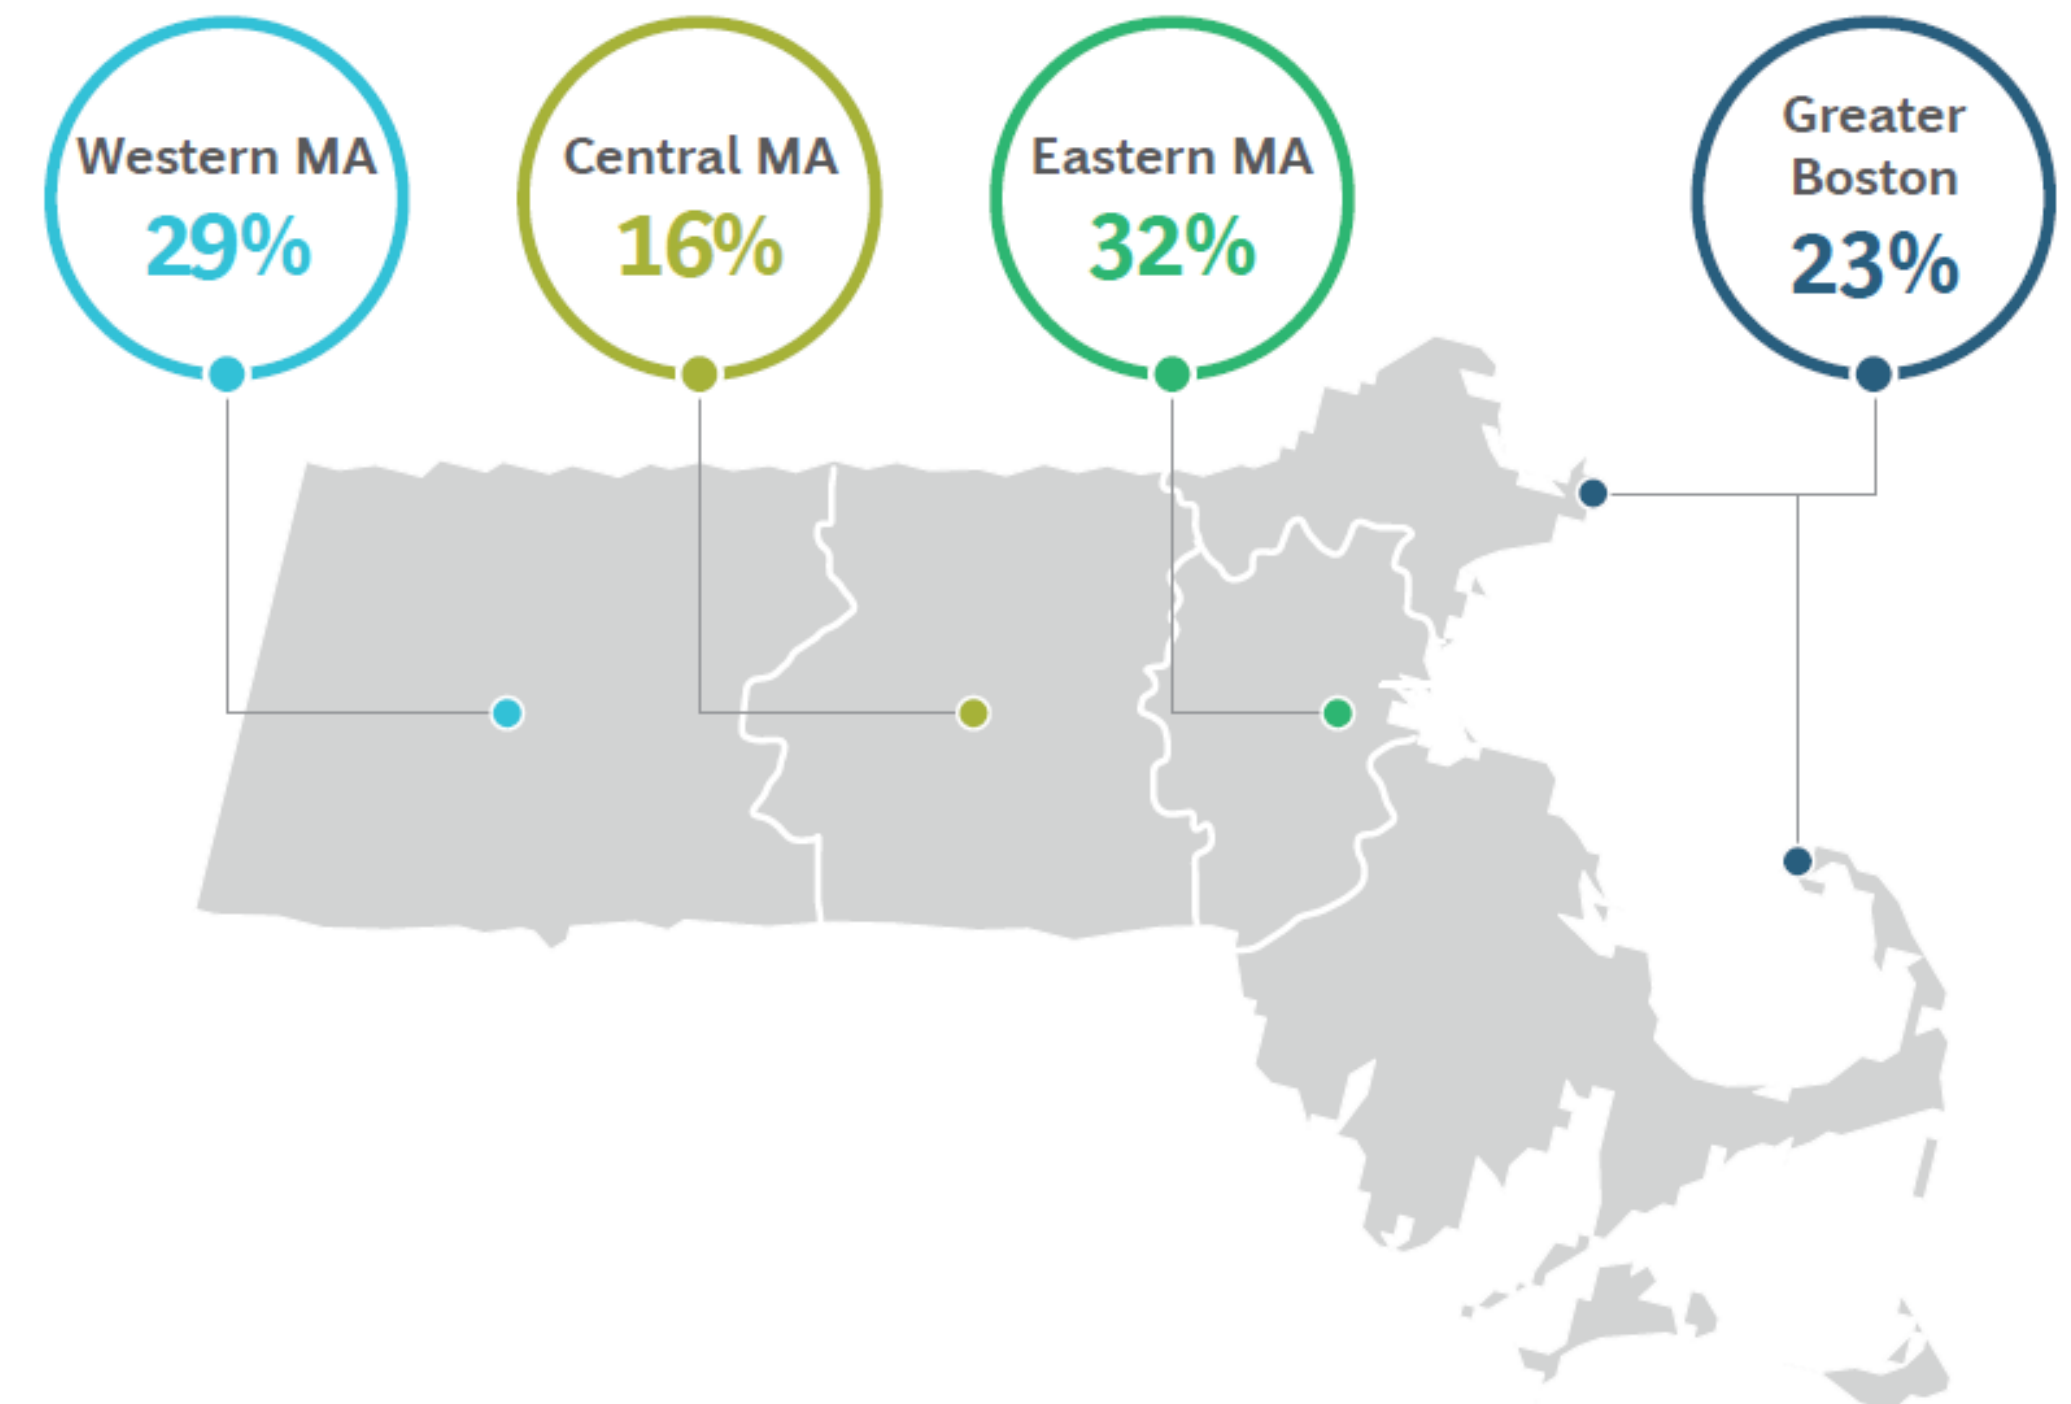 Western MA
29%
Central MA
16%
Eastern MA
32%
Greater
Boston
23%